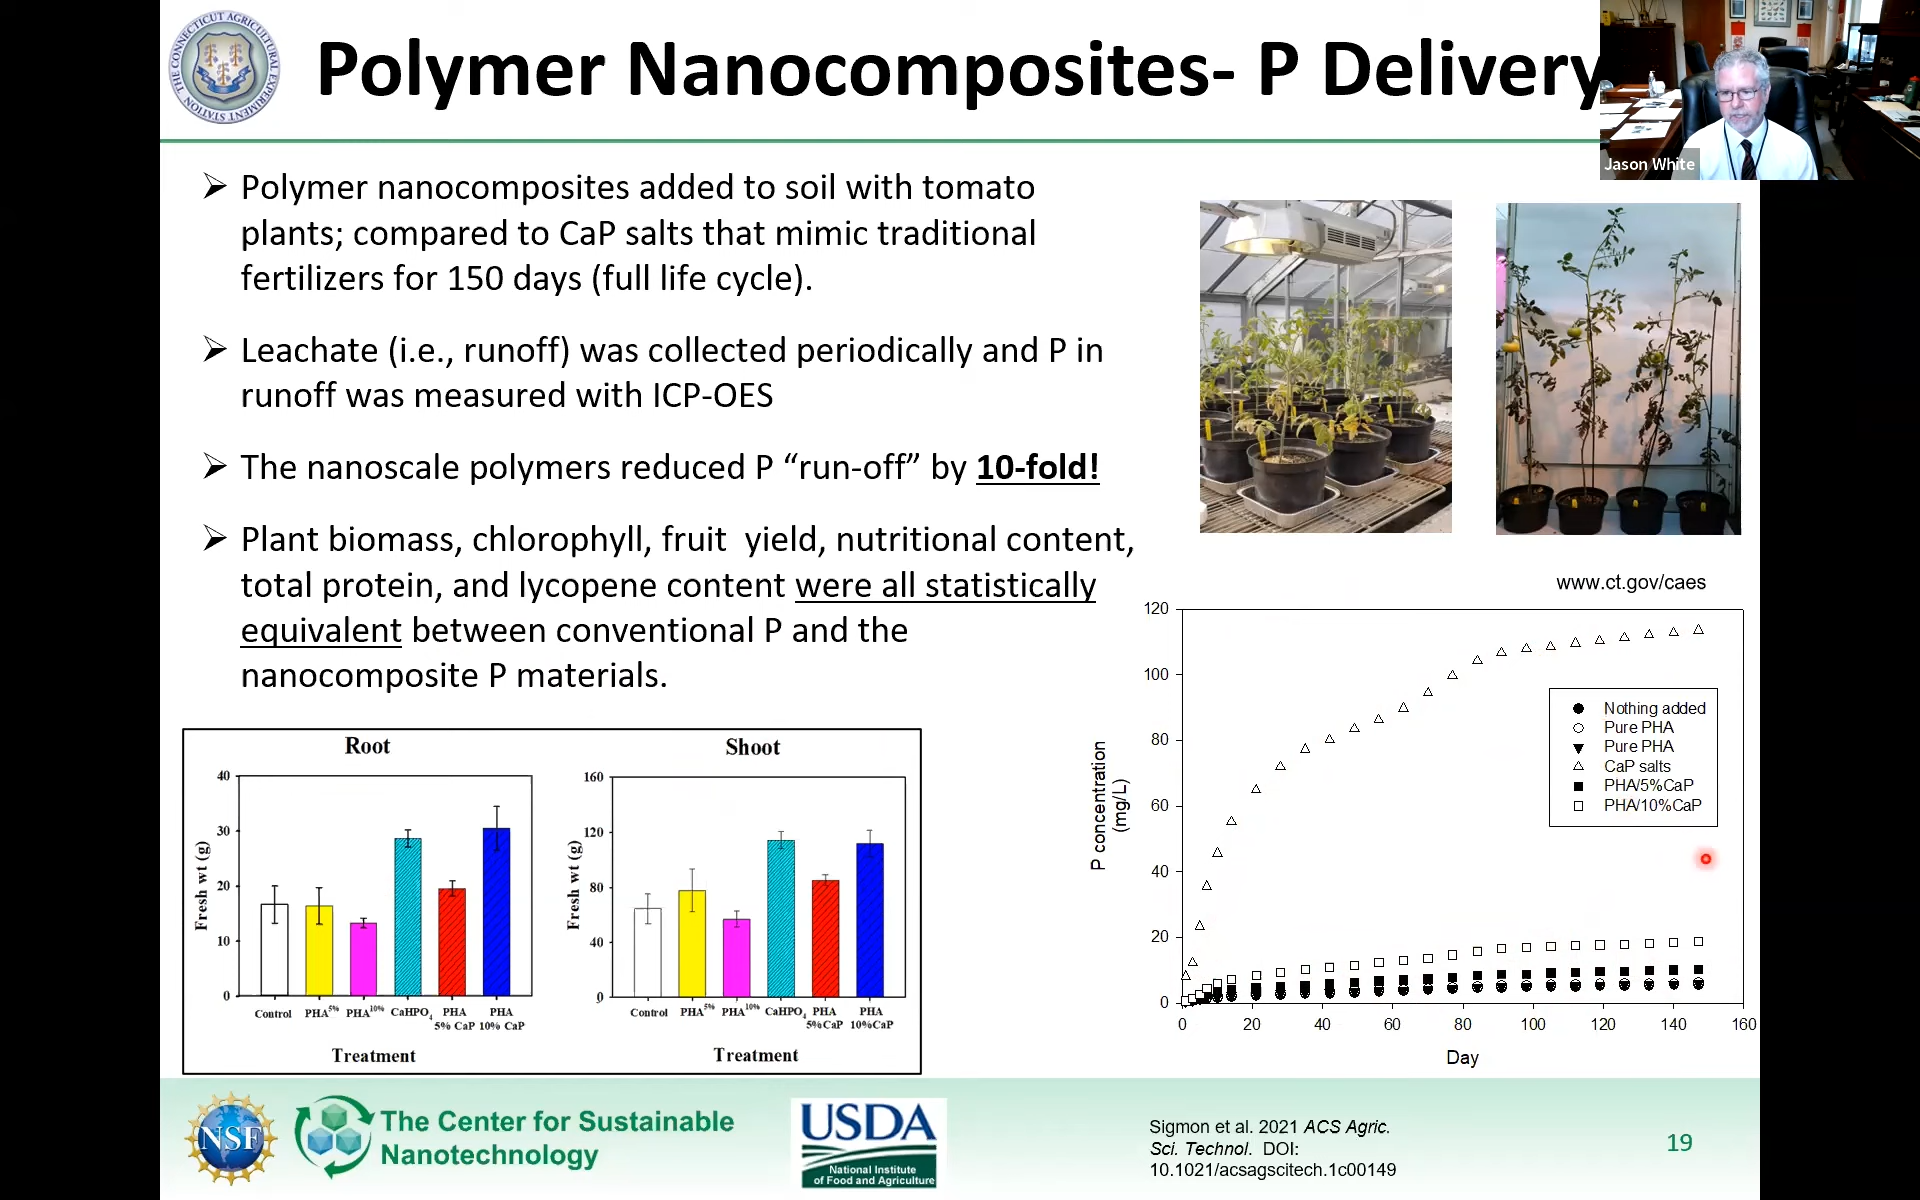 THE CONNECTICUT AGRICULTURAL EXPERIMENT STATION
Polymer Nanocomposites- P Delivery
Jason White
➢ Polymer nanocomposites added to soil with tomato
plants; compared to CaP salts that mimic traditional
fertilizers for 150 days (full life cycle).
➢ Leachate (i.e., runoff) was collected periodically and P in
runoff was measured with ICP-OES
➢ The nanoscale polymers reduced P “run-off” by 10-fold!
➢ Plant biomass, chlorophyll, fruit yield, nutritional content,
total protein, and lycopene content were all statistically
equivalent between conventional P and the
nanocomposite P materials.
www.ct.gov/caes
Root
40
30
20
10
0
Fresh wt (g)
Control PHA5% PHA10% CaHPO4 PHA PHA
5% CaP 10% CaP
Treatment
Shoot
160
120
80
40
0
Fresh wt (g)
Control PHA5% PHA10% CaHPO4 PHA PHA
5%CaP 10%CaP
Treatment
120
100
80
60
40
20
0
P concentration
(mg/L)
Nothing added
Pure PHA
Pure PHA
CaP salts
PHA/5%CaP
PHA/10%CaP
0 20 40 60 80 100 120 140 160
Day
NSF
The Center for Sustainable
Nanotechnology
USDA
National Institute
of Food and Agriculture
Sigmon et al. 2021 ACS Agric.
Sci. Technol. DOI:
10.1021/acsagscitech.1c00149
19